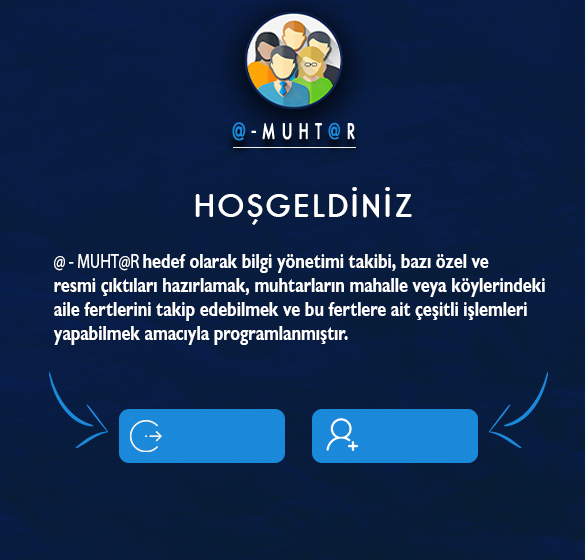 @-MUHT@R
HOŞGELDİNİZ
@ - MUHT@R hedef olarak bilgi yönetimi takibi, bazı özel ve
resmi çıktıları hazırlamak, muhtarların mahalle veya köylerindeki
aile fertlerini takip edebilmek ve bu fertlere ait çeşitli işlemleri
yapabilmek amacıyla programlanmıştır.